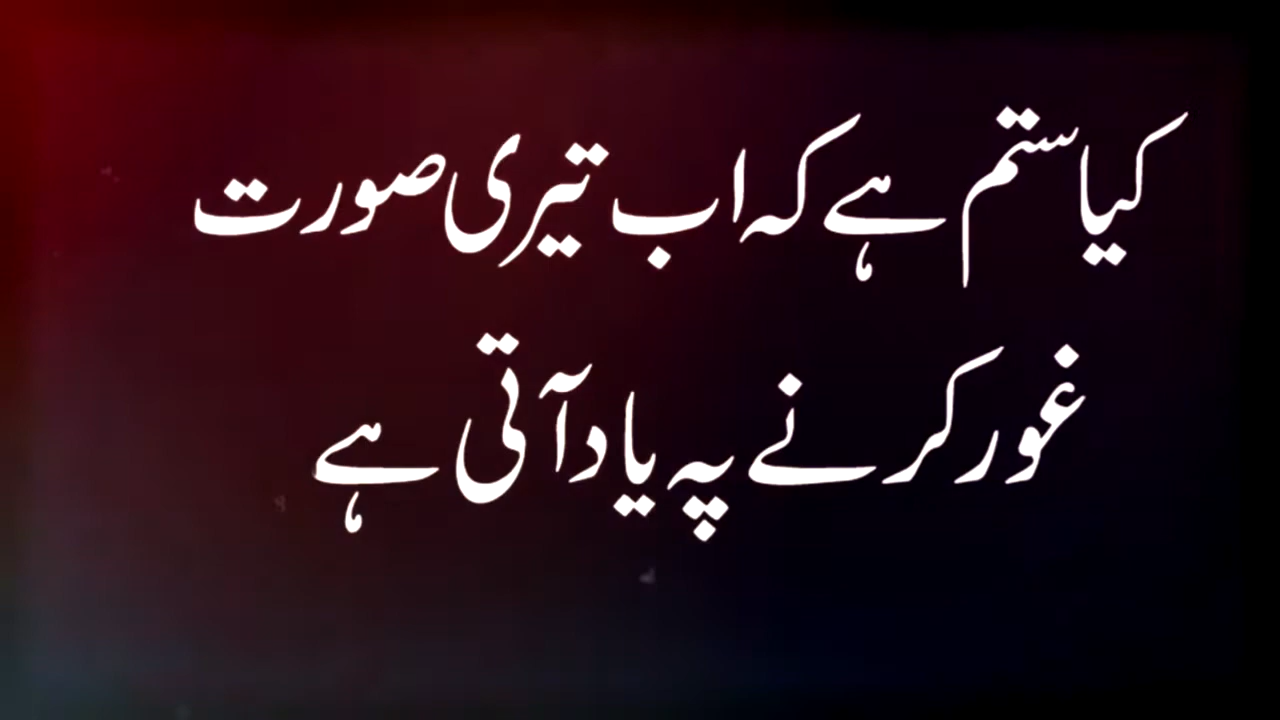 کیا ستم ہے کہ اب تیری صورت
غور کرنے پہ یاد آتی ہے